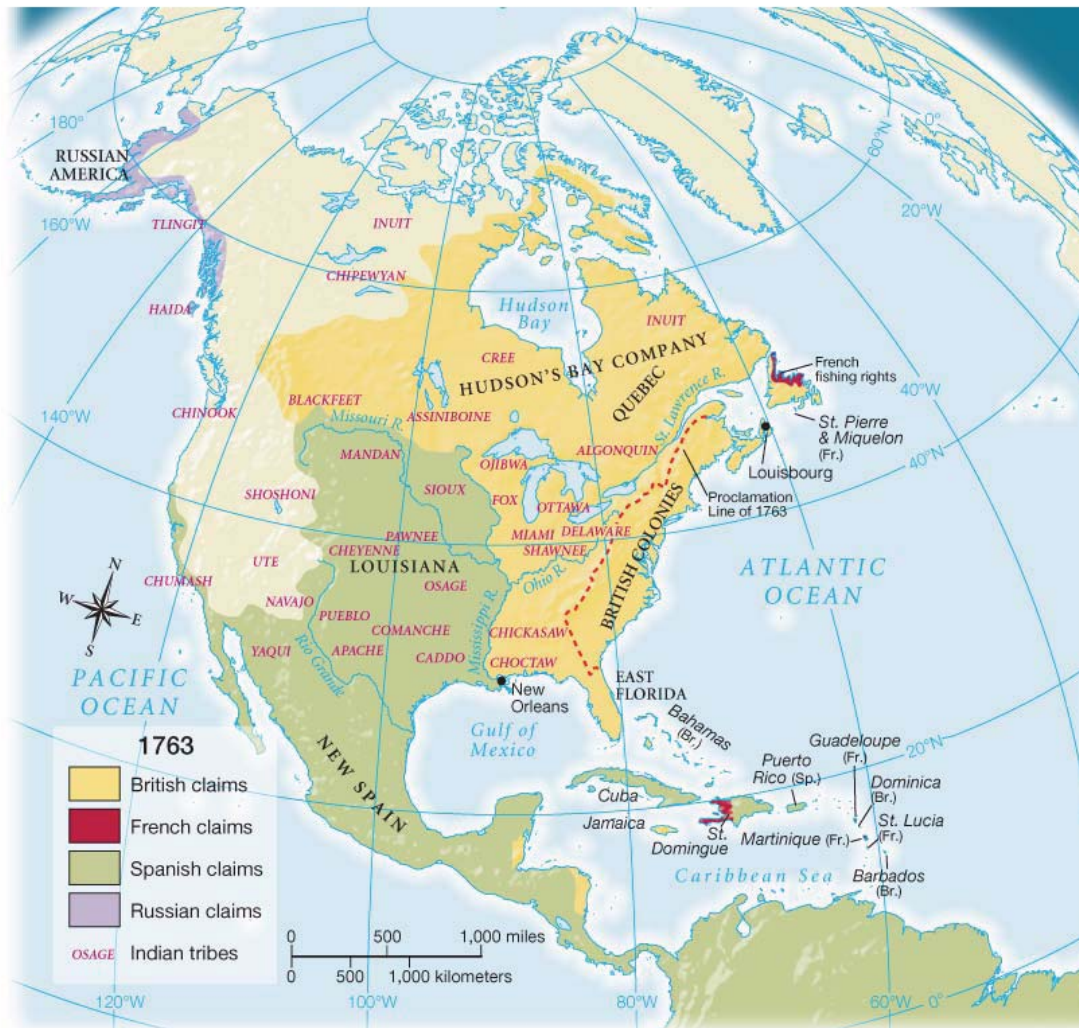 180°
0°
60°N
RUSSIAN
AMERICA
20°W
160°W
TLINGIT
INUIT
CHIPEWYAN
HAIDA
Hudson
Bay
INUIT
CREE
HUDSON'S BAY COMPANY
QUEBEC
French
fishing rights
40°W
140°W
CHINOOK
BLACKFEET
Missouri R.
ASSINIBOINE
St. Lawrence R.
St. Pierre
& Miquelon
(Fr.)
MANDAN
OJIBWA
ALGONQUIN
Louisbourg
40°N
SHOSHONI
SIOUX
FOX
OTTAWA
Proclamation
Line of 1763
PAWNEE
MIAMI
DELAWARE
CHEYENNE
SHAWNEE
UTE
LOUISIANA
Ohio R.
BRITISH COLONIES
ATLANTIC
OCEAN
N
W
E
S
CHUMASH
OSAGE
NAVAJO
PUEBLO
COMANCHE
Mississippi R.
CHICKASAW
YAQUI
Rio Grande
APACHE
CADDO
CHOCTAW
PACIFIC
OCEAN
New
Orleans
EAST
FLORIDA
Gulf of
Mexico
Bahamas
(Br.)
20°N
NEW SPAIN
Guadeloupe
(Fr.)
Puerto
Rico (Sp.)
Dominica
(Br.)
Cuba
Jamaica
St.
Domingue
Martinique (Fr.)
St. Lucia
(Fr.)
Caribbean Sea
Barbados
(Br.)
1763
British claims
French claims
Spanish claims
Russian claims
OSAGE Indian tribes
0 500 1,000 miles
0 500 1,000 kilometers
120°W
100°W
80°W
60°W
0°